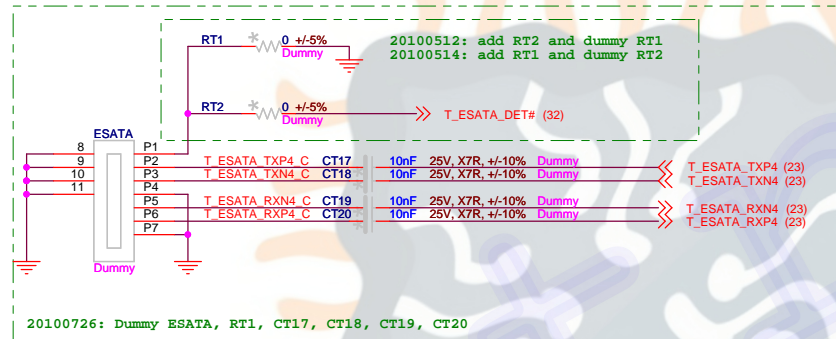 RT1 * 0 +/-5% Dummy
20100512: add RT2 and dummy RT1
20100514: add RT1 and dummy RT2
RT2 * 0 +/-5% Dummy
T_ESATA_DET# (32)
ESATA
8 P1
9 P2 T_ESATA_TXP4_C CT17 10nF 25V, X7R, +/-10% Dummy T_ESATA_TXP4 (23)
10 P3 T_ESATA_TXN4_C CT18 10nF 25V, X7R, +/-10% Dummy T_ESATA_TXN4 (23)
11 P4
P5 T_ESATA_RXN4_C CT19 10nF 25V, X7R, +/-10% Dummy T_ESATA_RXN4 (23)
P6 T_ESATA_RXP4_C CT20 10nF 25V, X7R, +/-10% Dummy T_ESATA_RXP4 (23)
P7
Dummy
20100726: Dummy ESATA, RT1, CT17, CT18, CT19, CT20